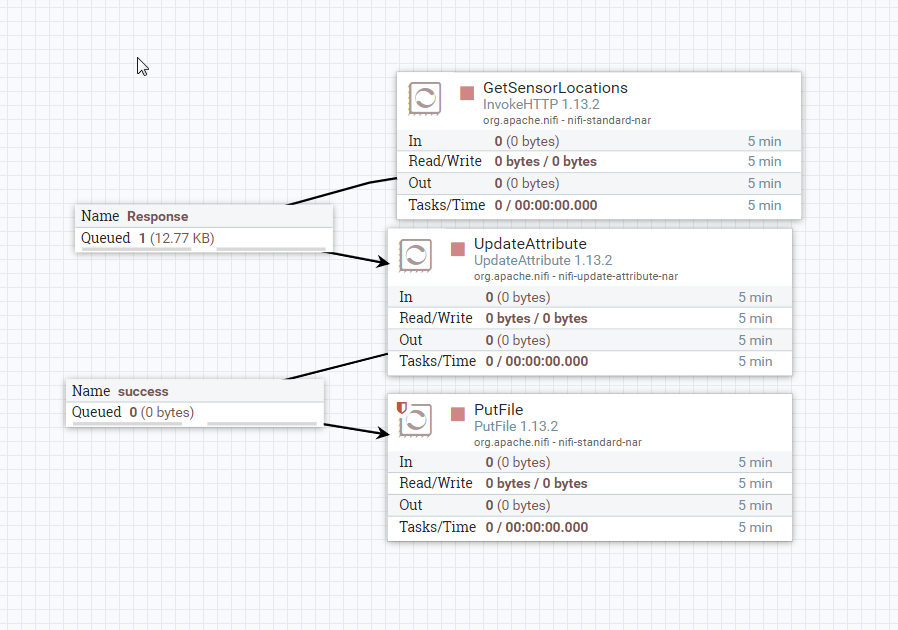 GetSensorLocations
InvokeHTTP 1.13.2
org.apache.nifi - nifi-standard-nar
In 0 (0 bytes) 5 min
Read/Write 0 bytes / 0 bytes 5 min
Out 0 (0 bytes) 5 min
Tasks/Time 0 / 00:00:00.000 5 min
Name Response
Queued 1 (12.77 KB)
UpdateAttribute
UpdateAttribute 1.13.2
org.apache.nifi - nifi-update-attribute-nar
In 0 (0 bytes) 5 min
Read/Write 0 bytes / 0 bytes 5 min
Out 0 (0 bytes) 5 min
Tasks/Time 0 / 00:00:00.000 5 min
Name success
Queued 0 (0 bytes)
PutFile
PutFile 1.13.2
org.apache.nifi - nifi-standard-nar
In 0 (0 bytes) 5 min
Read/Write 0 bytes / 0 bytes 5 min
Out 0 (0 bytes) 5 min
Tasks/Time 0 / 00:00:00.000 5 min